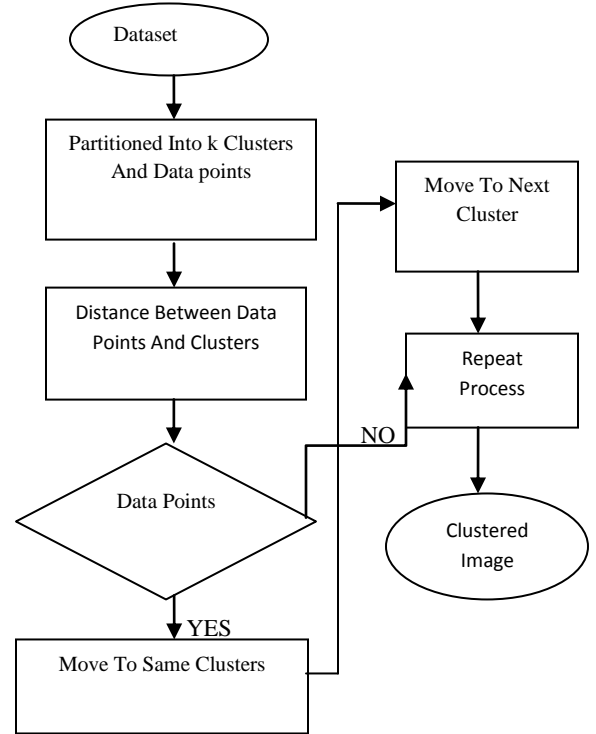 Dataset
Partitioned Into k Clusters
And Data points
Distance Between Data
Points And Clusters
Data Points
YES
Move To Same Clusters
NO
Move To Next
Cluster
Repeat
Process
Clustered
Image